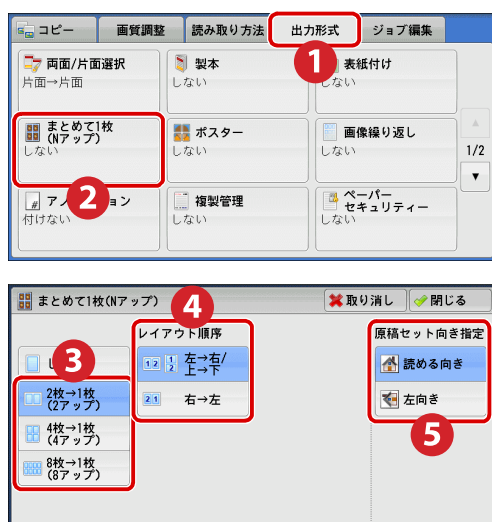 コピー 画質調整 読み取り方法 出力形式 ジョブ編集
1
両面/片面選択
片面→片面
製本
しない
表紙付け
しない
まとめて1枚
(Nアップ)
しない
ポスター
しない
画像繰り返し
しない
1/2
2
付けない
複製管理
しない
ペーパー
セキュリティー
しない
まとめて1枚(Nアップ) 取り消し 閉じる
4
レイアウト順序
原稿セット向き指定
3
2枚→1枚
(2アップ)
4枚→1枚
(4アップ)
8枚→1枚
(8アップ)
1 2 1 2 左→右/
上→下
2 1 右→左
読める向き
左向き
5